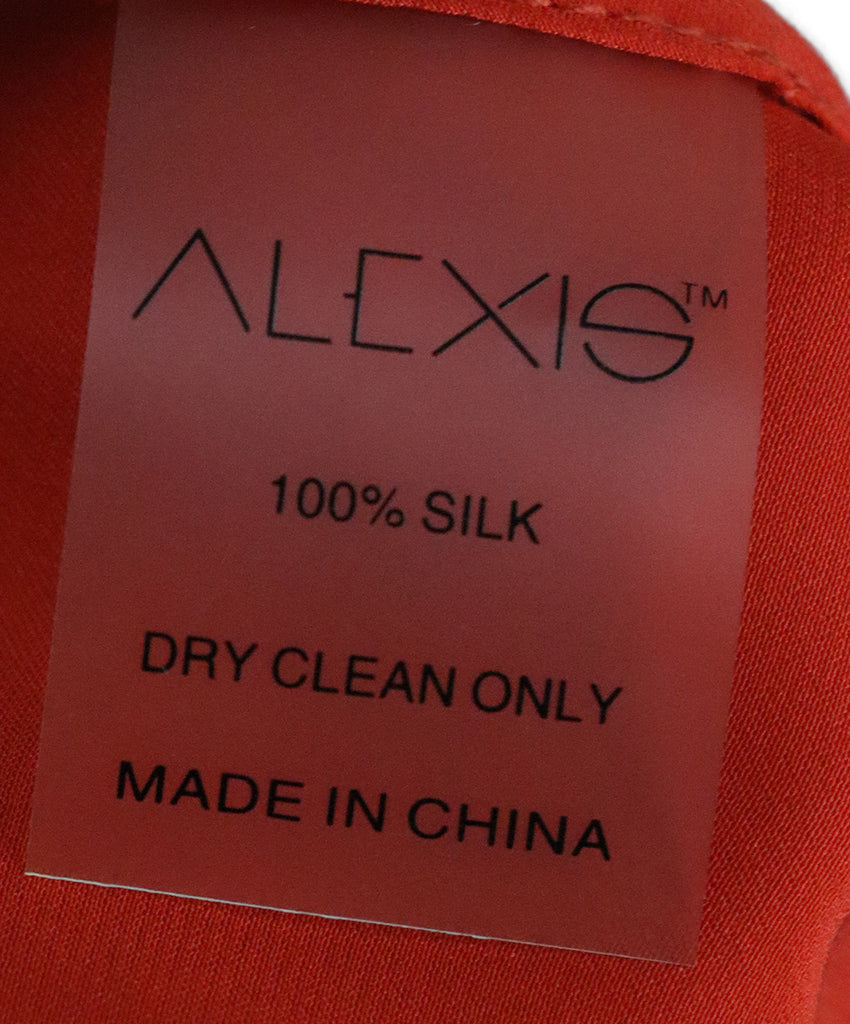 ALEXIS™
100% SILK
DRY CLEAN ONLY
MADE IN CHINA